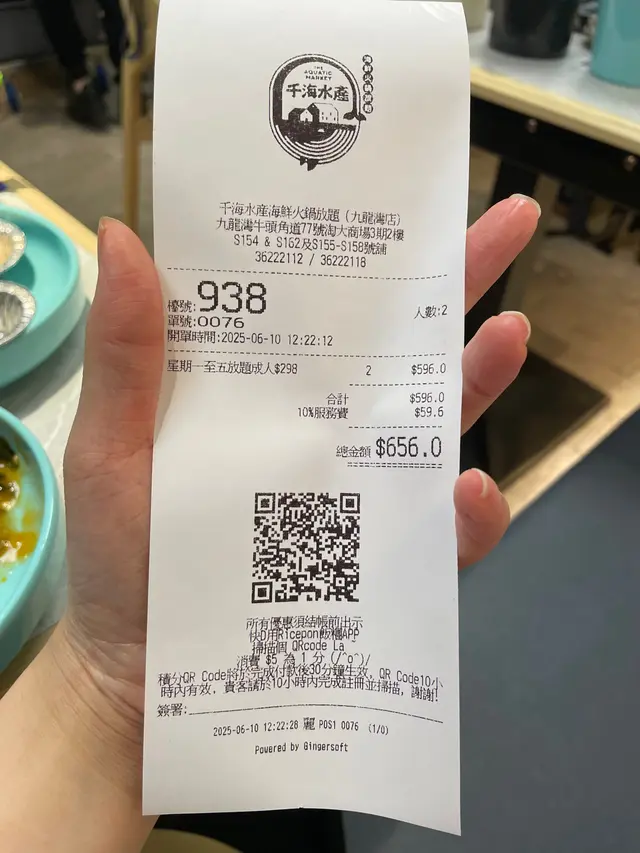 THE
AQUATIC
MARKET
千海水產
海鮮火鍋放題
千海水産海鮮火鍋放題（九龍灣店）
九龍灣牛頭角道77號淘大商場3期2樓
S154 & S162及S155-S158號舖
36222112 / 36222118
檯號:938 人數:2
單號:0076
開單時間:2025-06-10 12:22:12
星期一至五放題成人$298 2 $596.0
合計 $596.0
10%服務費 $59.6
總金額 $656.0
所有優惠須結帳前出示
快D用Ricepon飯糰APP
掃描個 QRcode La
消費 $5 為 1 分 (/^o^)/
積分QR Code將於完成付款後30分鐘生效, QR Code10小
時內有效, 貴客請於10小時內完成註冊並掃描, 謝謝!
簽署:
2025-06-10 12:22:28 麗 POS1 0076 (1/0)
Powered by Gingersoft